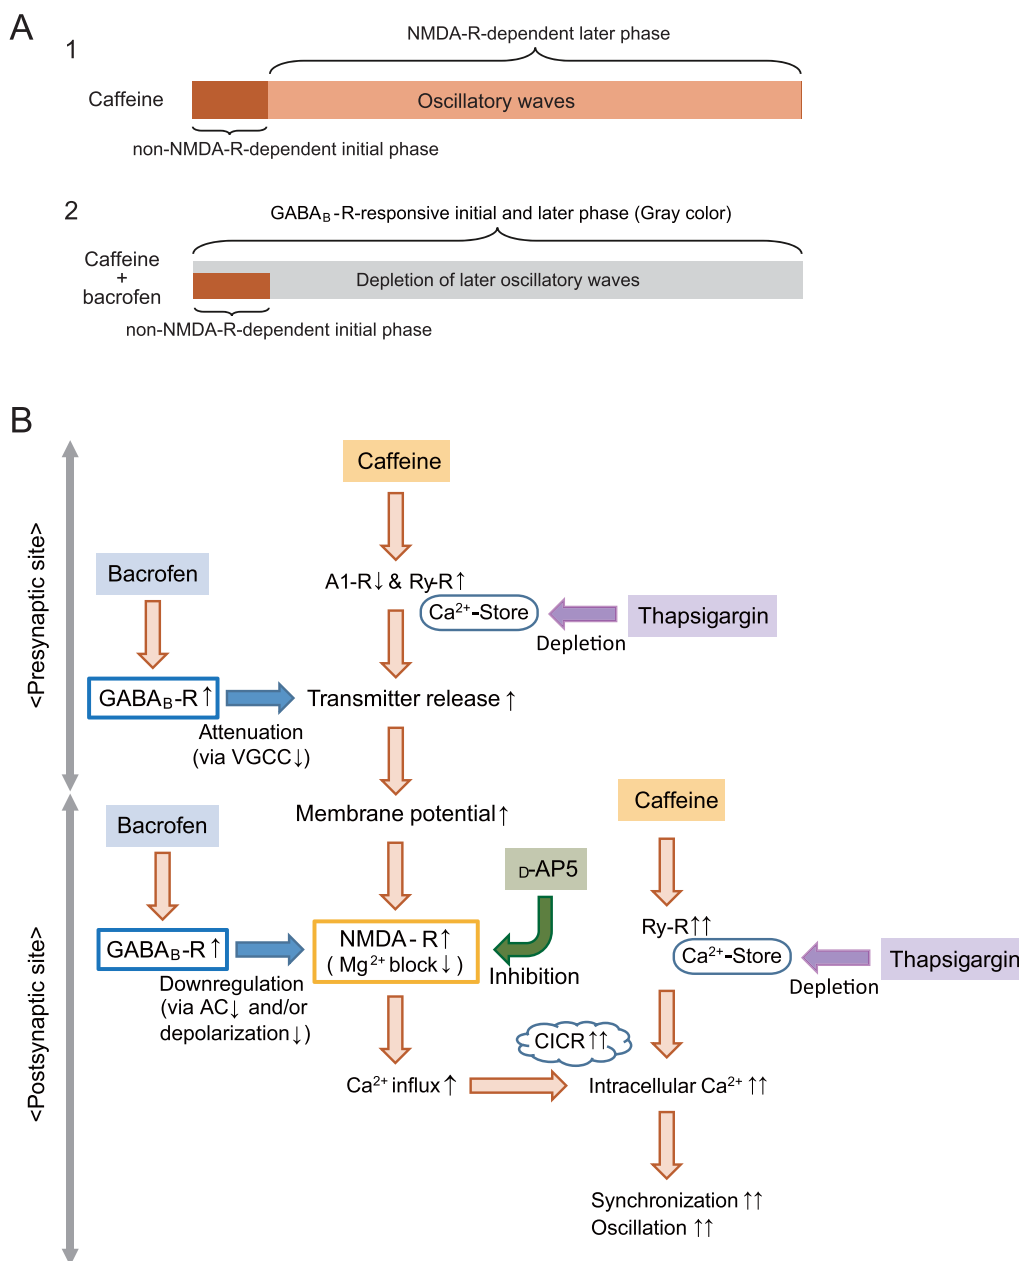 A
1
NMDA-R-dependent later phase
Caffeine
Oscillatory waves
non-NMDA-R-dependent initial phase
2
GABAB-R-responsive initial and later phase (Gray color)
Caffeine
+
bacrofen
Depletion of later oscillatory waves
non-NMDA-R-dependent initial phase
B
<Presynaptic site>
Caffeine
Bacrofen
A1-R↓ & Ry-R↑
Ca2+-Store
Thapsigargin
Depletion
GABAB-R↑
Transmitter release ↑
Attenuation
(via VGCC↓)
<Postsynaptic site>
Membrane potential↑
Caffeine
Bacrofen
D-AP5
GABAB-R↑
NMDA-R↑
(Mg2+ block↓)
Inhibition
Ry-R↑↑
Ca2+-Store
Thapsigargin
Depletion
Downregulation
(via AC↓ and/or
depolarization↓)
CICR↑↑
Ca2+ influx↑
Intracellular Ca2+ ↑↑
Synchronization ↑↑
Oscillation ↑↑